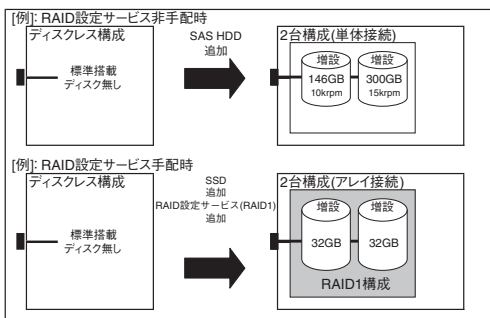 [例]: RAID設定サービス非手配時
ディスクレス構成
標準搭載
ディスク無し
SAS HDD
追加
2台構成(単体接続)
増設
146GB
10krpm
増設
300GB
15krpm
[例]: RAID設定サービス手配時
ディスクレス構成
標準搭載
ディスク無し
SSD
追加
RAID設定サービス(RAID1)
追加
2台構成(アレイ接続)
増設
32GB
増設
32GB
RAID1構成